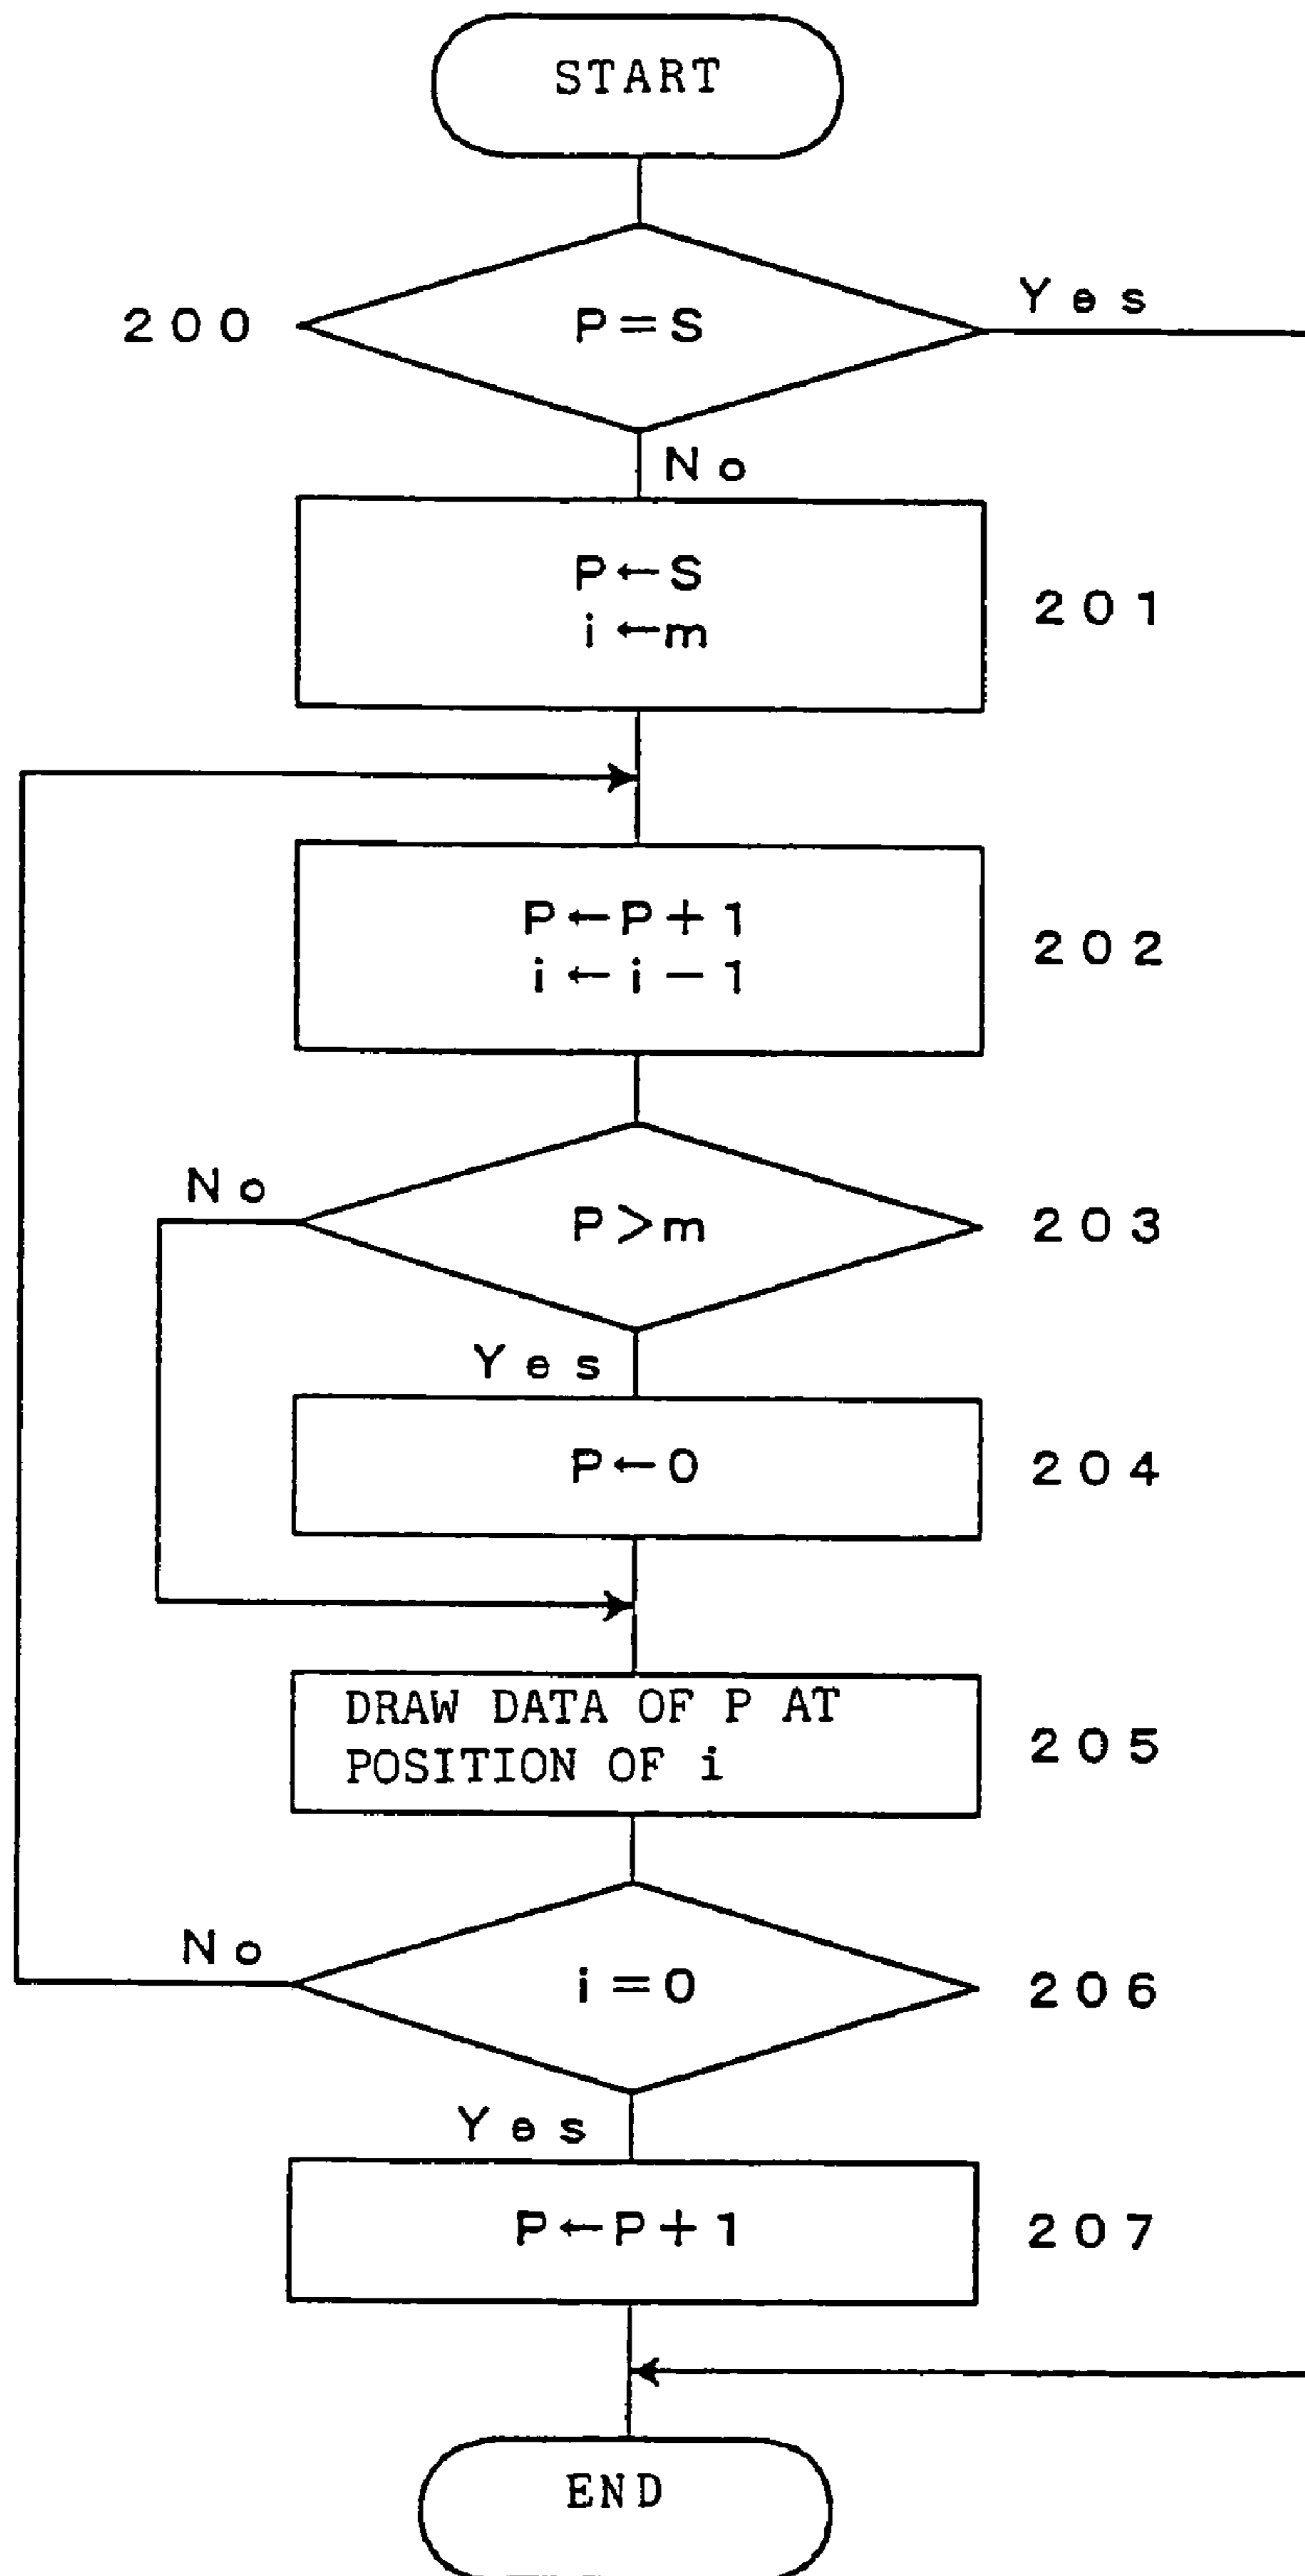 START
200
P=S
Yes
No
P←S
i←m
201
P←P+1
i←i-1
202
No
P>m
203
Yes
P←0
204
DRAW DATA OF P AT
POSITION OF i
205
No
i=0
206
Yes
P←P+1
207
END